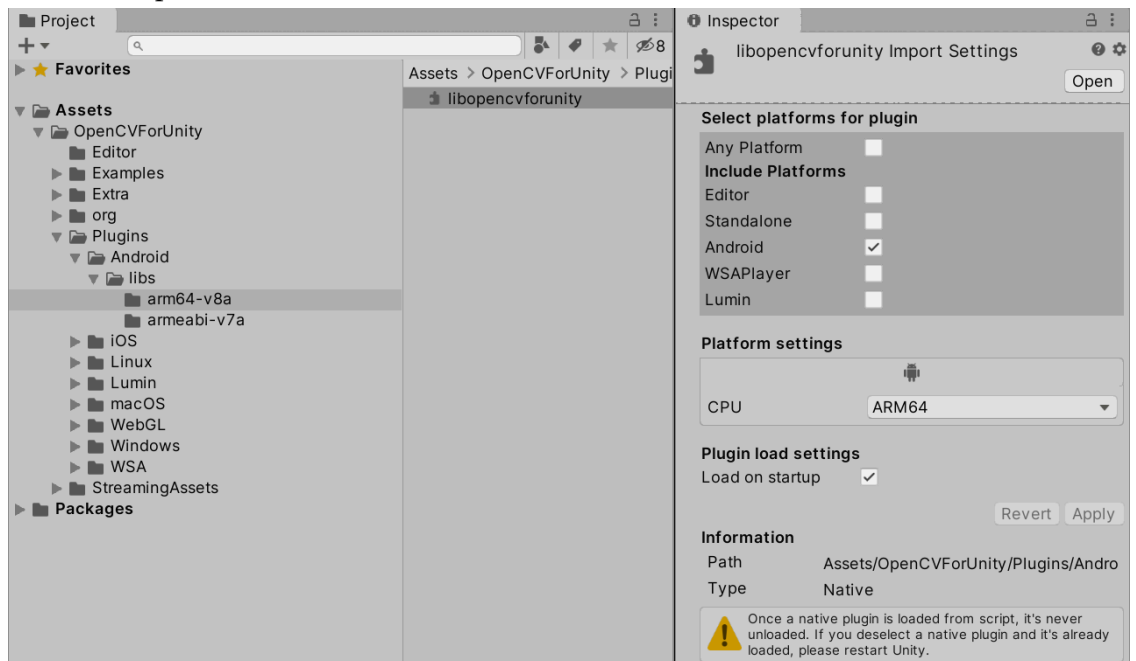 Project
8
Favorites
Assets
OpenCVForUnity
Editor
Examples
Extra
org
Plugins
Android
libs
arm64-v8a
armeabi-v7a
iOS
Linux
Lumin
macOS
WebGL
Windows
WSA
StreamingAssets
Packages
Assets > OpenCVForUnity > Plugi
libopencvforunity
Inspector
libopencvforunity Import Settings
Open
Select platforms for plugin
Any Platform
Include Platforms
Editor
Standalone
Android
WSAPlayer
Lumin
Platform settings
CPU ARM64
Plugin load settings
Load on startup
Revert Apply
Information
Path Assets/OpenCVForUnity/Plugins/Andro
Type Native
Once a native plugin is loaded from script, it's never
unloaded. If you deselect a native plugin and it's already
loaded, please restart Unity.